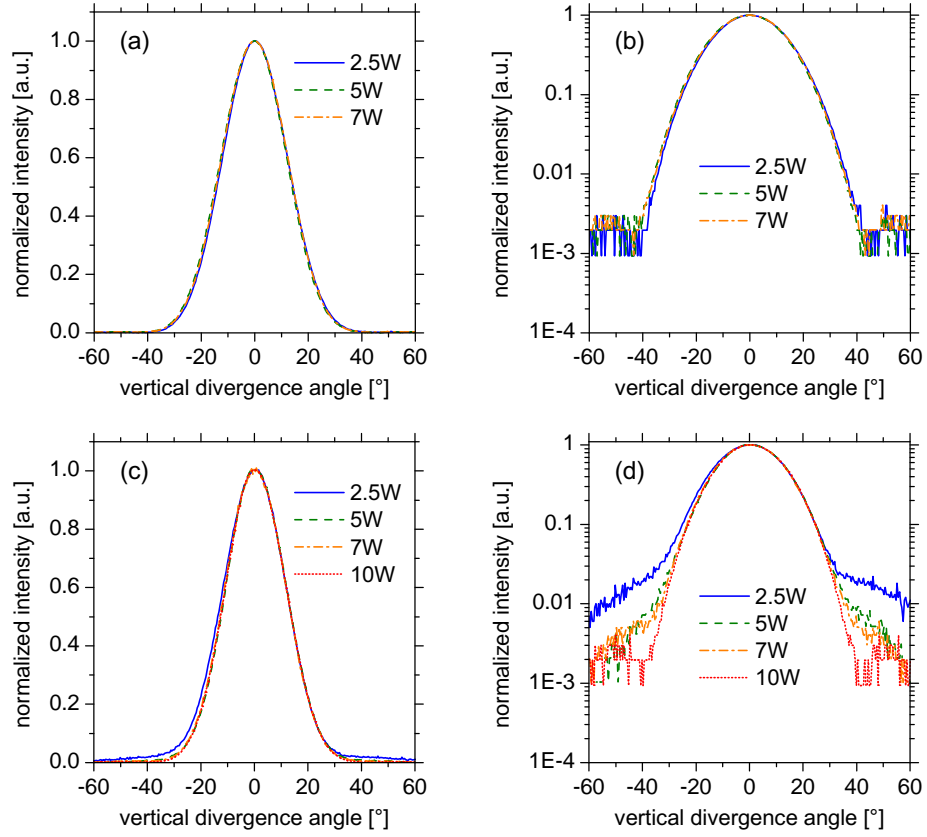 (a)
2.5W
5W
7W
normalized intensity [a.u.]
1.0
0.8
0.6
0.4
0.2
0.0
-60 -40 -20 0 20 40 60
vertical divergence angle [°]
(b)
2.5W
5W
7W
normalized intensity [a.u.]
1
0.1
0.01
1E-3
1E-4
-60 -40 -20 0 20 40 60
vertical divergence angle [°]
(c)
2.5W
5W
7W
10W
normalized intensity [a.u.]
1.0
0.8
0.6
0.4
0.2
0.0
-60 -40 -20 0 20 40 60
vertical divergence angle [°]
(d)
2.5W
5W
7W
10W
normalized intensity [a.u.]
1
0.1
0.01
1E-3
1E-4
-60 -40 -20 0 20 40 60
vertical divergence angle [°]